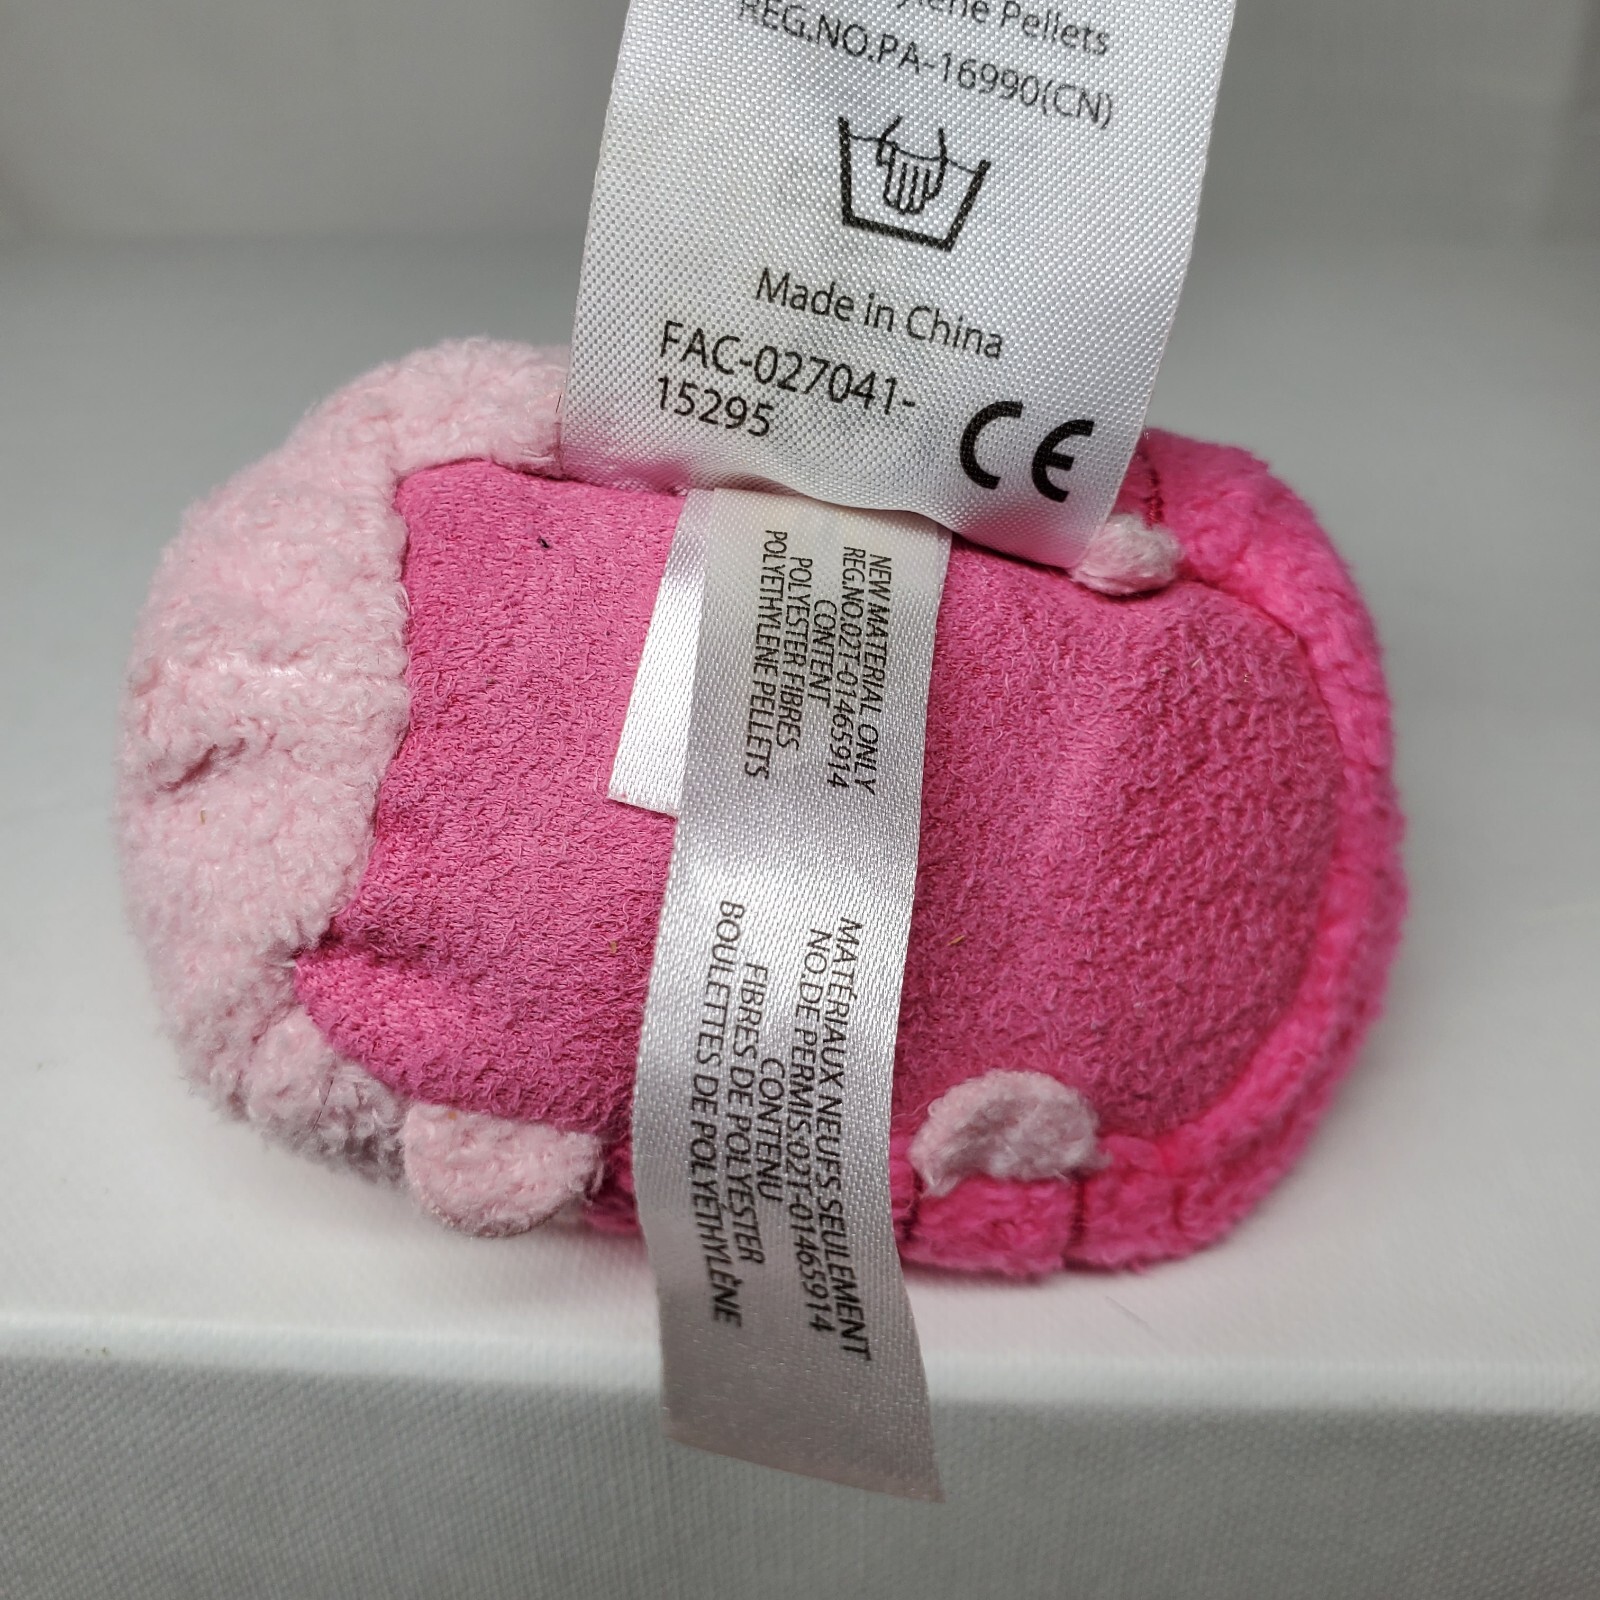 Pellets
REG.NO.PA-16990(CN)
Made in China
FAC-027041-
15295
CE
NEW MATERIAL ONLY
REG.NO.02T-01465914
CONTENT
POLYESTER FIBRES
POLYETHYLENE PELLETS
MATÉRIAUX NEUFS SEULEMENT
NO.DE PERMIS:02T-01465914
CONTENU
FIBRES DE POLYESTER
BOULETTES DE POLYÉTHYLÈNE